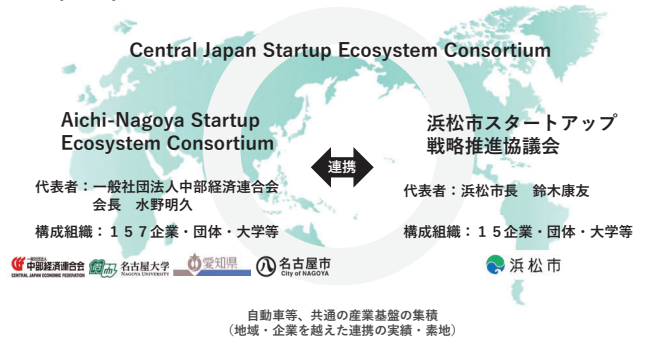 Central Japan Startup Ecosystem Consortium
Aichi-Nagoya Startup
Ecosystem Consortium
代表者：一般社団法人中部経済連合会
会長　水野明久
構成組織：１５７企業・団体・大学等
連携
浜松市スタートアップ
戦略推進協議会
代表者：浜松市長　鈴木康友
構成組織：１５企業・団体・大学等
一般社団法人
中部経済連合会
CENTRAL JAPAN ECONOMIC FEDERATION
名古屋大学
NAGOYA UNIVERSITY
愛知県
名古屋市
City of NAGOYA
浜松市
自動車等、共通の産業基盤の集積
（地域・企業を越えた連携の実績・素地）